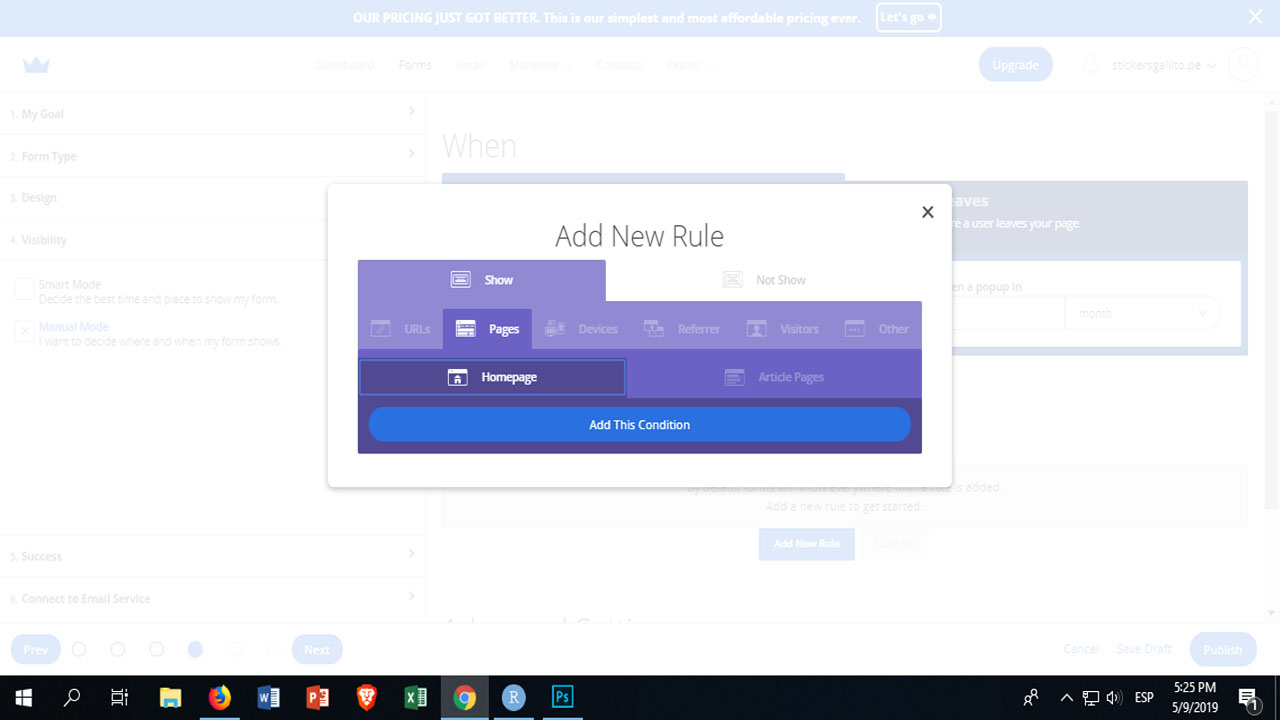 OUR PRICING JUST GOT BETTER. This is our simplest and most affordable pricing ever. Let's go
Dashboard Forms Email Monetize Contacts Extras Upgrade stickersgallito.pe
1. My Goal
2. Form Type
3. Design
4. Visibility
Smart Mode
Decide the best time and place to show my form.
Manual Mode
I want to decide where and when my form shows.
5. Success
6. Connect to Email Service
When
a user leaves your page.
a popup in
month
Add New Rule
Show Not Show
URLs Pages Devices Referrer Visitors Other
Homepage Article Pages
Add This Condition
By default forms will show everywhere until a rule is added.
Add a new rule to get started.
Add New Rule
Prev Next Cancel Save Draft Publish
ESP
5:25 PM
5/9/2019
1